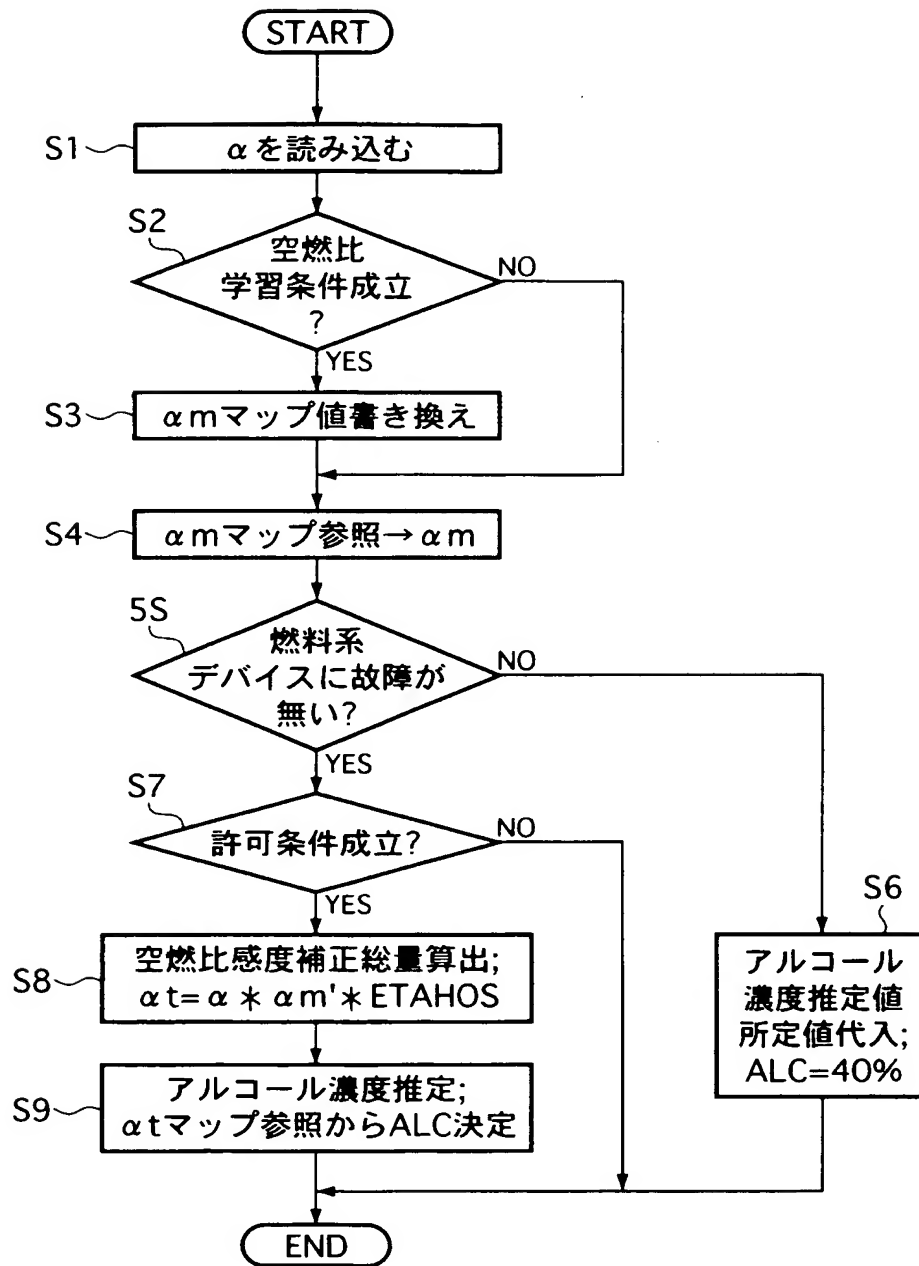 START
S1
αを読み込む
S2
空燃比
学習条件成立
?
NO
YES
S3
αmマップ値書き換え
S4
αmマップ参照→αm
5S
燃料系
デバイスに故障が
無い?
NO
YES
S7
許可条件成立?
NO
YES
S6
アルコール
濃度推定値
所定値代入;
ALC=40%
S8
空燃比感度補正総量算出;
αt=α*αm'*ETAHOS
S9
アルコール濃度推定;
αtマップ参照からALC決定
END